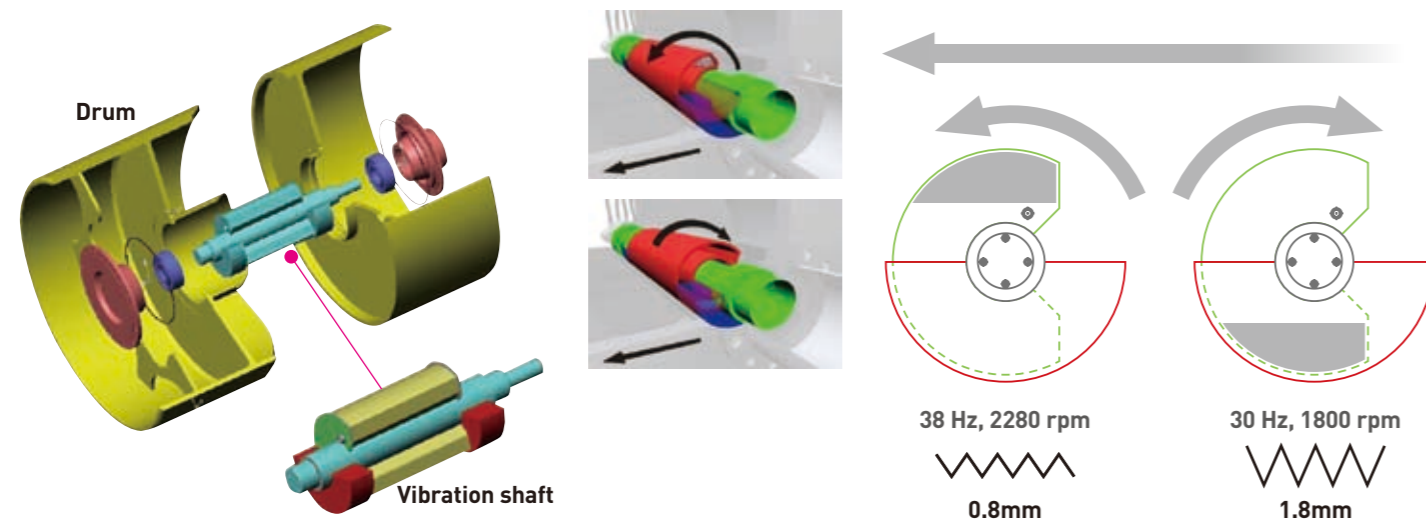 Drum
Vibration shaft
38 Hz, 2280 rpm
0.8mm
30 Hz, 1800 rpm
1.8mm